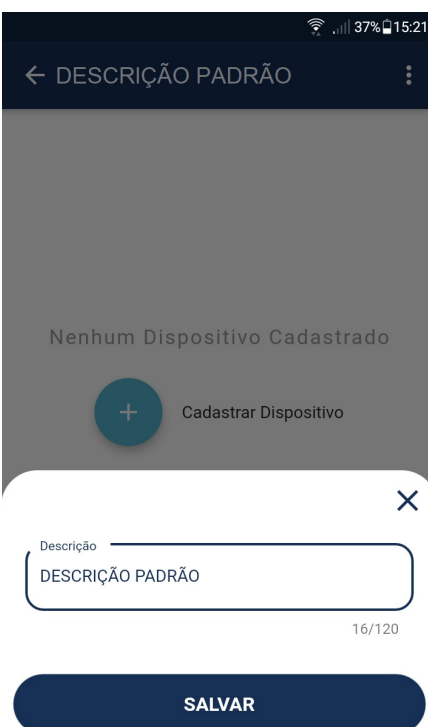 37% 15:21
DESCRIÇÃO PADRÃO
Nenhum Dispositivo Cadastrado
+ Cadastrar Dispositivo
Descrição
DESCRIÇÃO PADRÃO
16/120
SALVAR